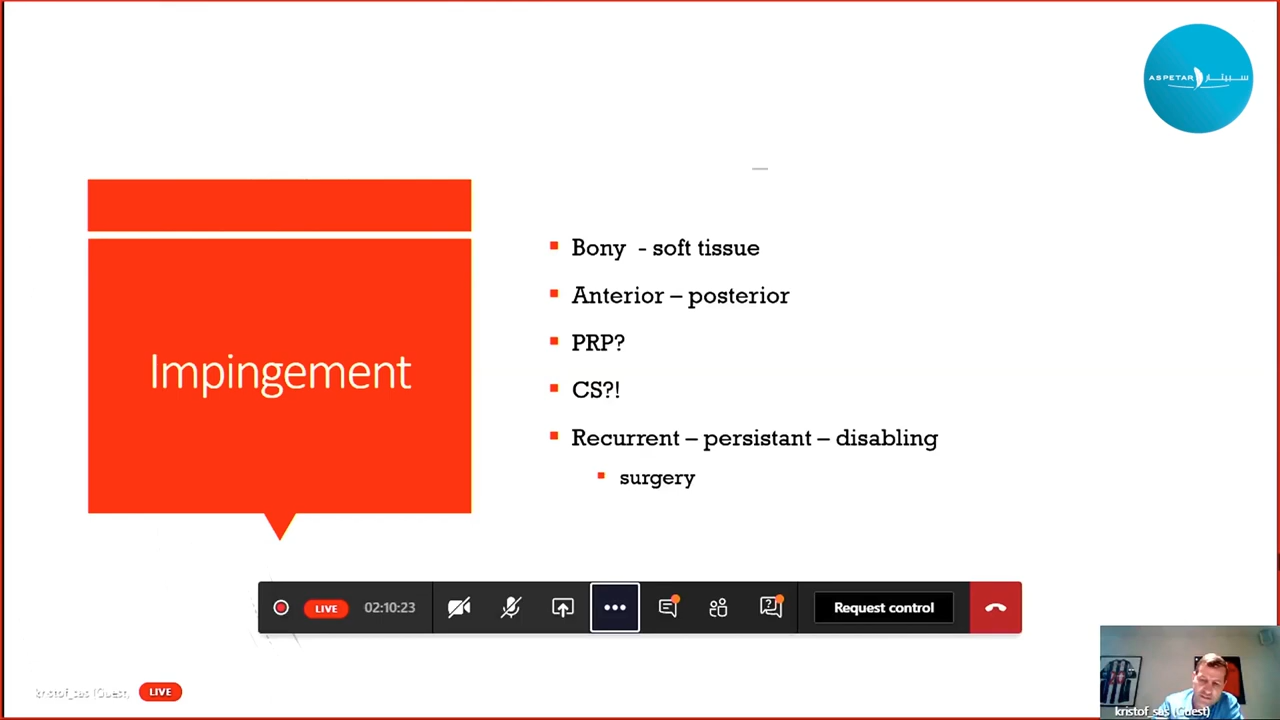 ASPETAR سبيتار
Impingement
Bony - soft tissue
Anterior – posterior
PRP?
CS?!
Recurrent – persistant – disabling
surgery
LIVE 02:10:23 Request control
kristof_sas (Guest) LIVE
kristof_sas (Guest)